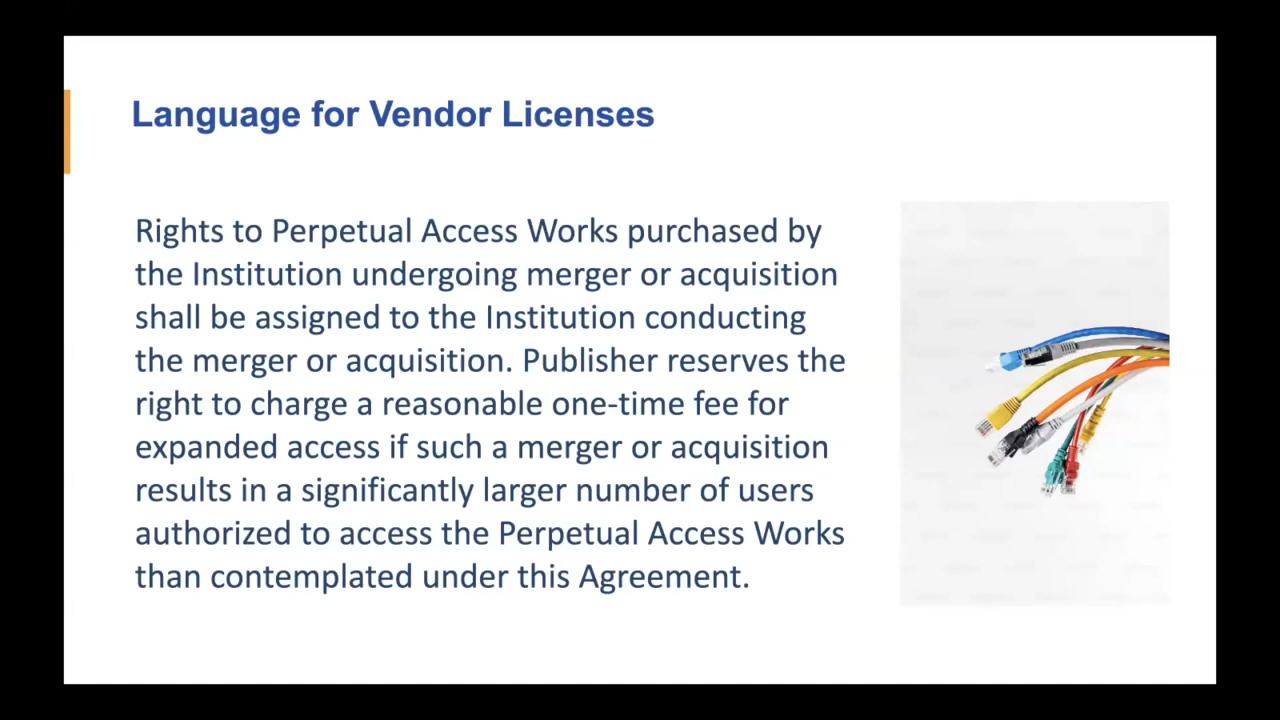 Language for Vendor Licenses
Rights to Perpetual Access Works purchased by
the Institution undergoing merger or acquisition
shall be assigned to the Institution conducting
the merger or acquisition. Publisher reserves the
right to charge a reasonable one-time fee for
expanded access if such a merger or acquisition
results in a significantly larger number of users
authorized to access the Perpetual Access Works
than contemplated under this Agreement.